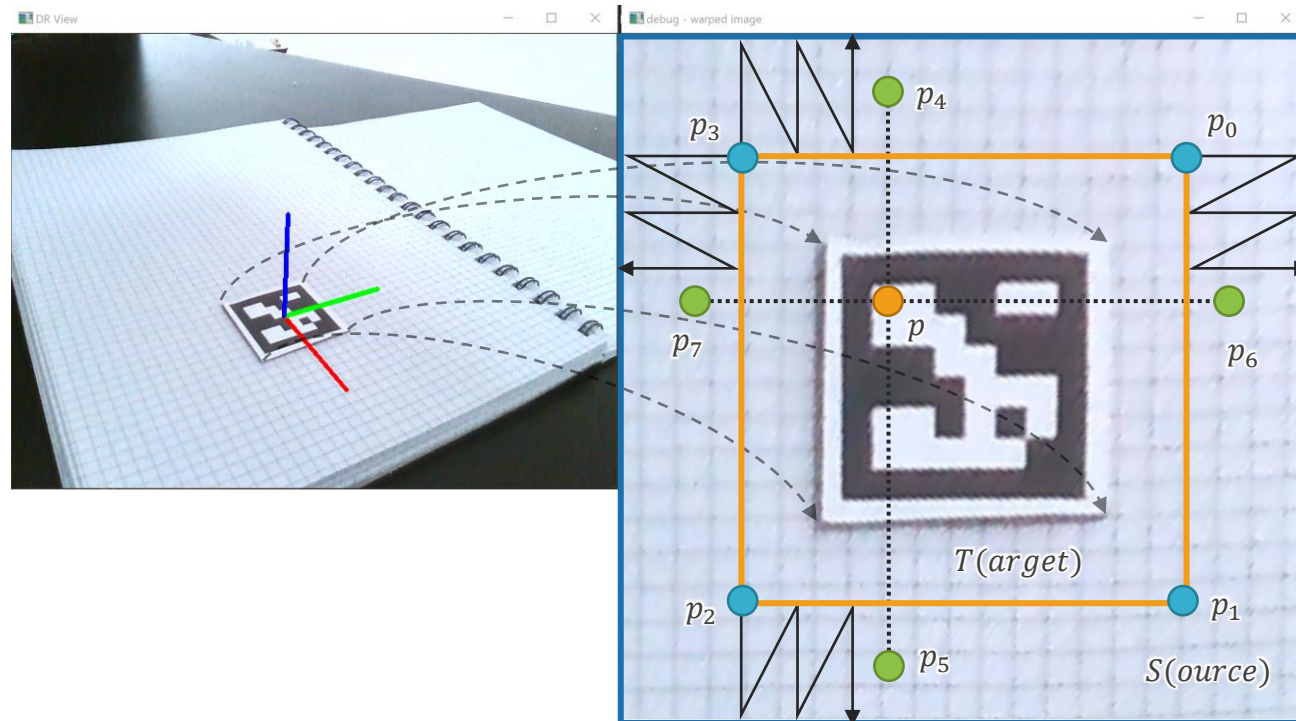 DR View
debug - warped image
p₄
p₃
p₀
p
p₇
p₆
T(arget)
p₂
p₁
p₅
S(ource)